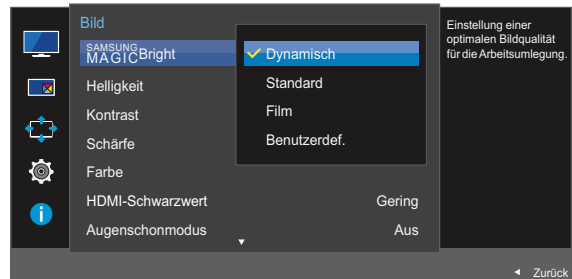 Bild
SAMSUNG
MAGICBright
Dynamisch
Helligkeit
Standard
Kontrast
Film
Schärfe
Benutzerdef.
Farbe
HDMI-Schwarzwert Gering
Augenschonmodus Aus
Einstellung einer
optimalen Bildqualität
für die Arbeitsumlegung.
Zurück